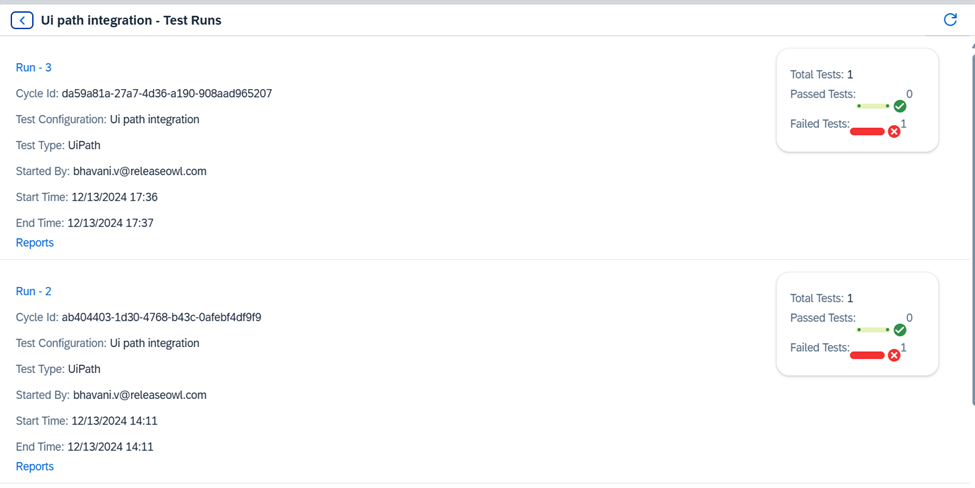 Ui path integration - Test Runs
Run - 3
Cycle Id: da59a81a-27a7-4d36-a190-908aad965207
Test Configuration: Ui path integration
Test Type: UiPath
Started By: bhavani.v@releaseowl.com
Start Time: 12/13/2024 17:36
End Time: 12/13/2024 17:37
Reports
Total Tests: 1
Passed Tests: 0
Failed Tests: 1
Run - 2
Cycle Id: ab404403-1d30-4768-b43c-0afebf4df9f9
Test Configuration: Ui path integration
Test Type: UiPath
Started By: bhavani.v@releaseowl.com
Start Time: 12/13/2024 14:11
End Time: 12/13/2024 14:11
Reports
Total Tests: 1
Passed Tests: 0
Failed Tests: 1